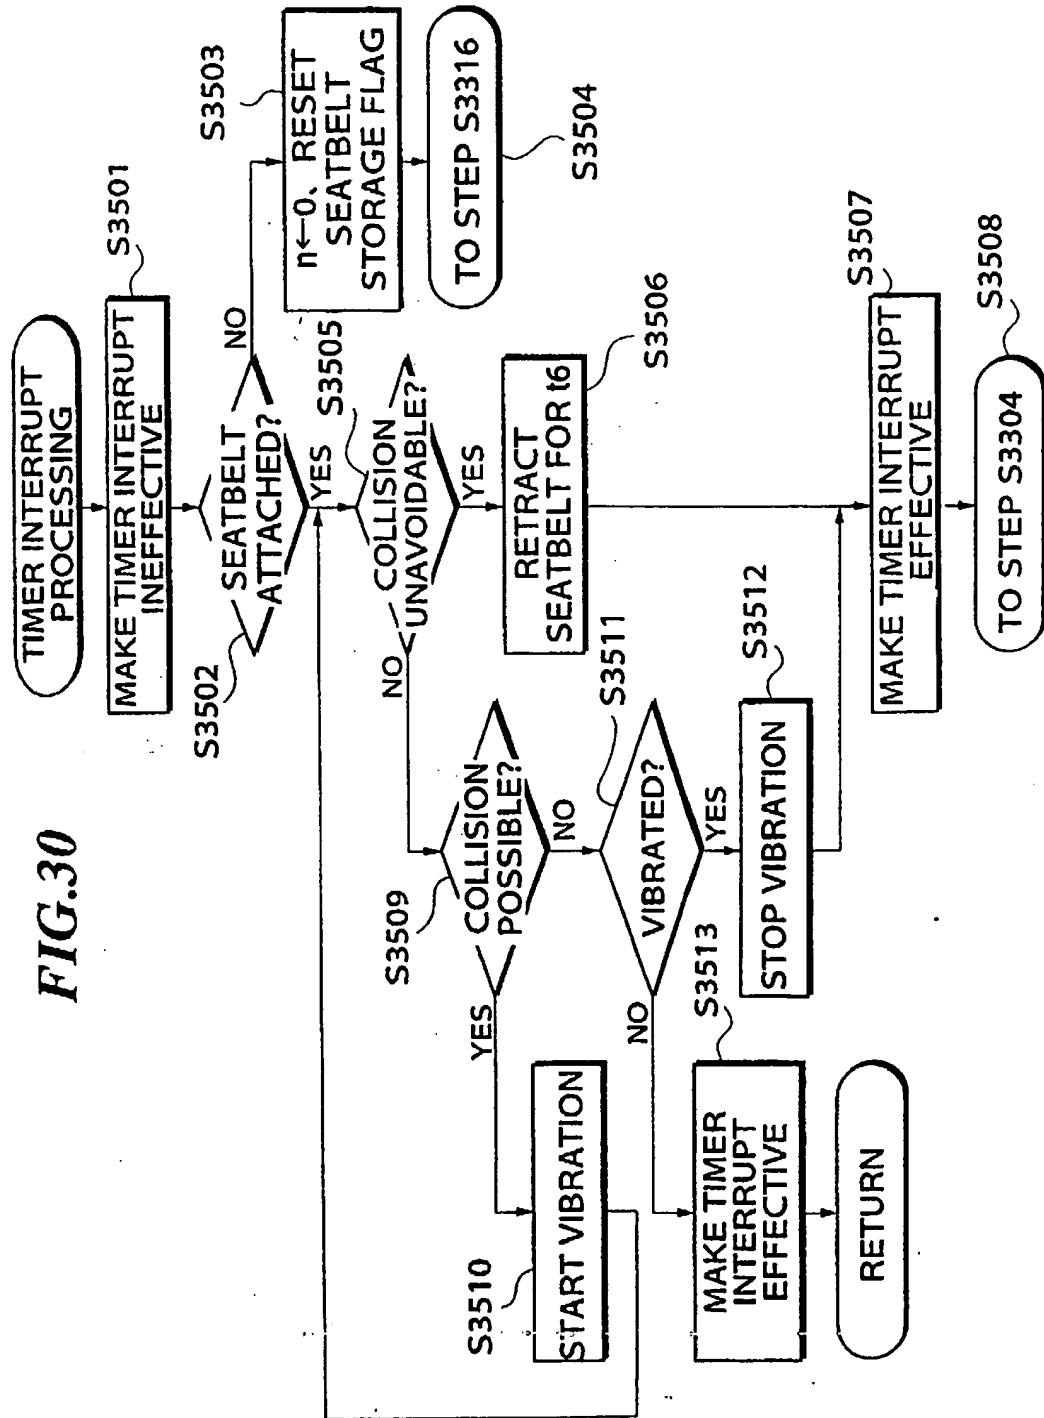 FIG.30
TIMER INTERRUPT
PROCESSING
S3501
MAKE TIMER INTERRUPT
INEFFECTIVE
S3502
SEATBELT
ATTACHED?
NO
YES
S3503
n←0、RESET
SEATBELT
STORAGE FLAG
TO STEP S3316
S3504
S3505
COLLISION
UNAVOIDABLE?
NO
YES
RETRACT
SEATBELT FOR t6
S3506
S3509
COLLISION
POSSIBLE?
YES
NO
S3510
START VIBRATION
S3511
VIBRATED?
NO
YES
S3512
STOP VIBRATION
S3513
MAKE TIMER
INTERRUPT
EFFECTIVE
RETURN
S3507
MAKE TIMER INTERRUPT
EFFECTIVE
TO STEP S3304
S3508